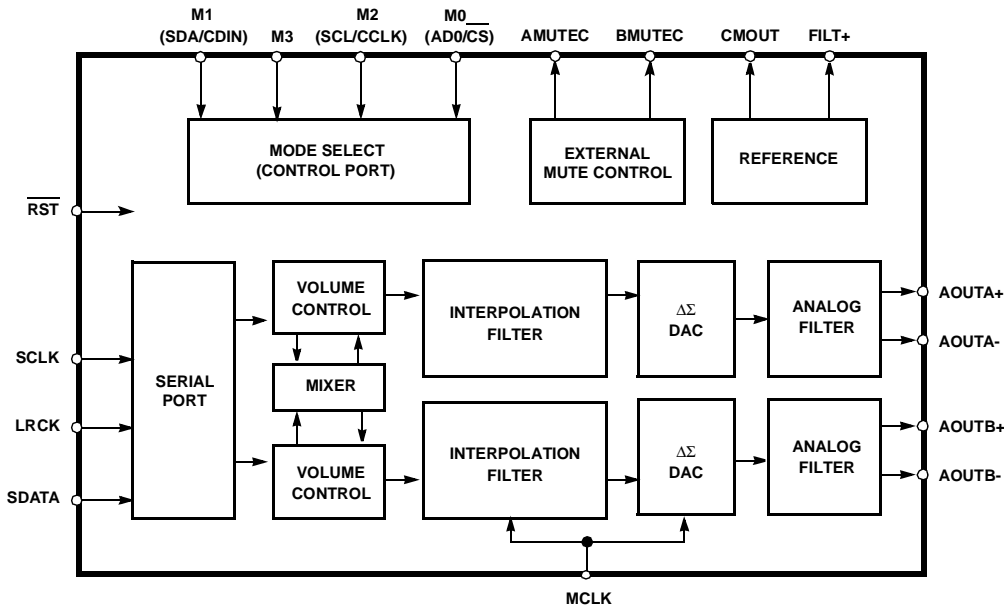 M1
(SDA/CDIN)
M3
M2
(SCL/CCLK)
M0
(AD0/C̅S̅)
AMUTEC
BMUTEC
CMOUT
FILT+
MODE SELECT
(CONTROL PORT)
EXTERNAL
MUTE CONTROL
REFERENCE
R̅S̅T̅
SCLK
LRCK
SDATA
SERIAL
PORT
VOLUME
CONTROL
MIXER
VOLUME
CONTROL
INTERPOLATION
FILTER
ΔΣ
DAC
ANALOG
FILTER
AOUTA+
AOUTA-
INTERPOLATION
FILTER
ΔΣ
DAC
ANALOG
FILTER
AOUTB+
AOUTB-
MCLK